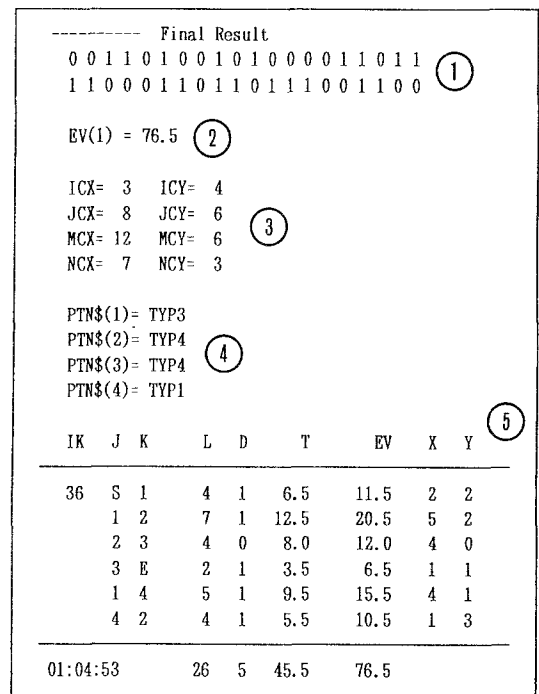 ---------- Final Result
0 0 1 1 0 1 0 0 1 0 1 0 0 0 0 1 1 0 1 1
1 1 0 0 0 1 1 0 1 1 0 1 1 1 0 0 1 1 0 0
1
EV(1) = 76.5 2
ICX= 3 ICY= 4
JCX= 8 JCY= 6
MCX= 12 MCY= 6
NCX= 7 NCY= 3
3
PTN$(1)= TYP3
PTN$(2)= TYP4
PTN$(3)= TYP4
PTN$(4)= TYP1
4
5
IK J K L D T EV X Y
36 S 1 4 1 6.5 11.5 2 2
1 2 7 1 12.5 20.5 5 2
2 3 4 0 8.0 12.0 4 0
3 E 2 1 3.5 6.5 1 1
1 4 5 1 9.5 15.5 4 1
4 2 4 1 5.5 10.5 1 3
01:04:53 26 5 45.5 76.5